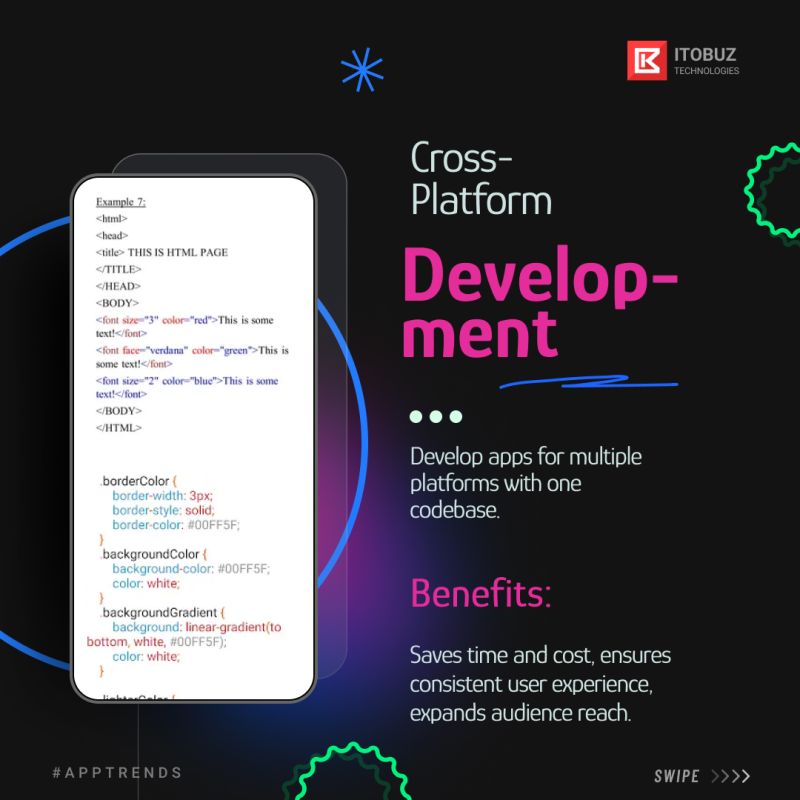 ITOBUZ
TECHNOLOGIES
Cross-
Platform
Develop-
ment
Develop apps for multiple
platforms with one
codebase.
Benefits:
Saves time and cost, ensures
consistent user experience,
expands audience reach.
Example 7:
<html>
<head>
<title> THIS IS HTML PAGE
</TITLE>
</HEAD>
<BODY>
<font size="3" color="red">This is some
text!</font>
<font face="verdana" color="green">This is
some text!</font>
<font size="2" color="blue">This is some
text!</font>
</BODY>
</HTML>
.borderColor {
border-width: 3px;
border-style: solid;
border-color: #00FF5F;
}
.backgroundColor {
background-color: #00FF5F;
color: white;
}
.backgroundGradient {
background: linear-gradient(to
bottom, white, #00FF5F);
color: white;
}
.lighterColor {
#APPTRENDS
SWIPE >>>>